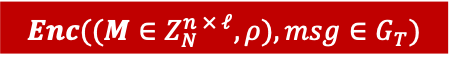 Enc((M ∈ Z_N^{n × ℓ}, ρ), msg ∈ G_T)